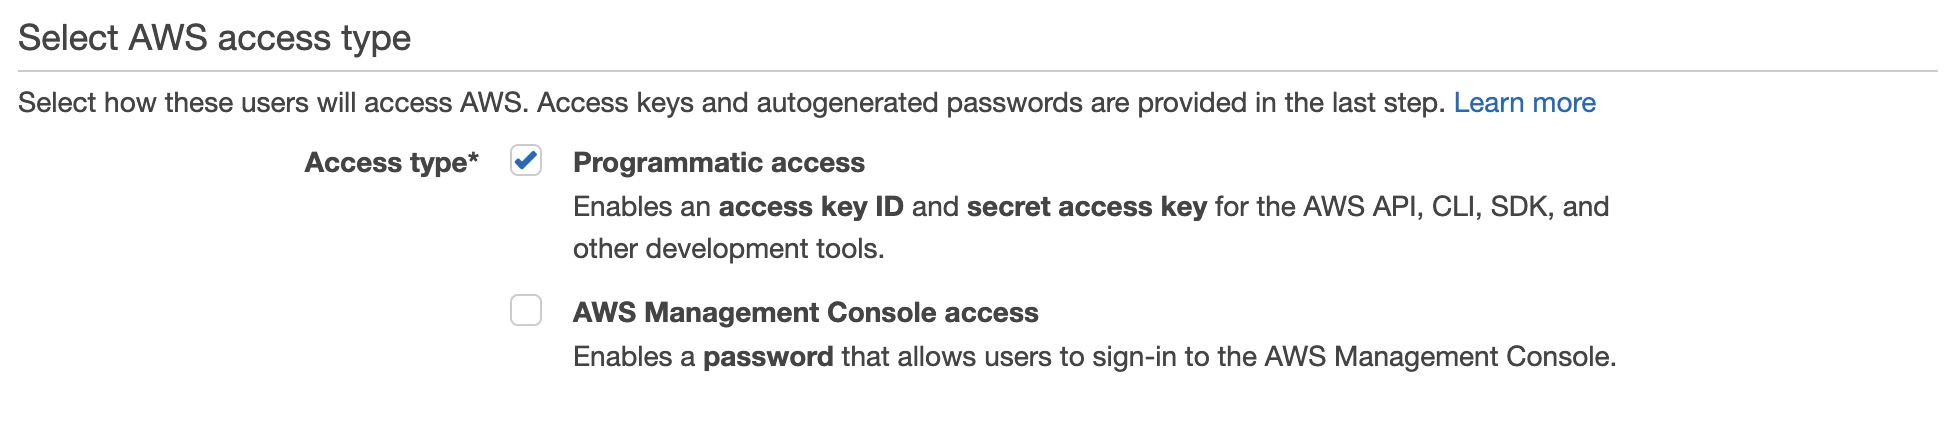 Select AWS access type
Select how these users will access AWS. Access keys and autogenerated passwords are provided in the last step. Learn more
Access type* Programmatic access
Enables an access key ID and secret access key for the AWS API, CLI, SDK, and
other development tools.
AWS Management Console access
Enables a password that allows users to sign-in to the AWS Management Console.